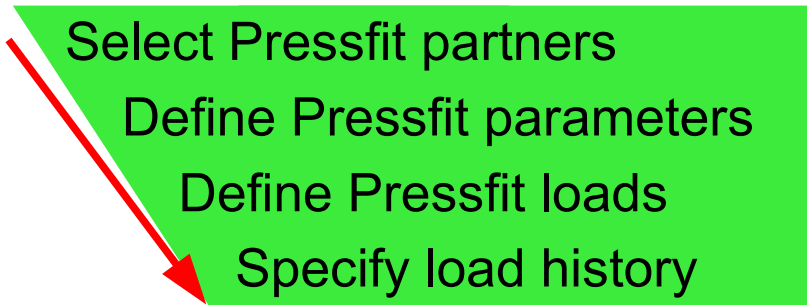 Select Pressfit partners
Define Pressfit parameters
Define Pressfit loads
Specify load history